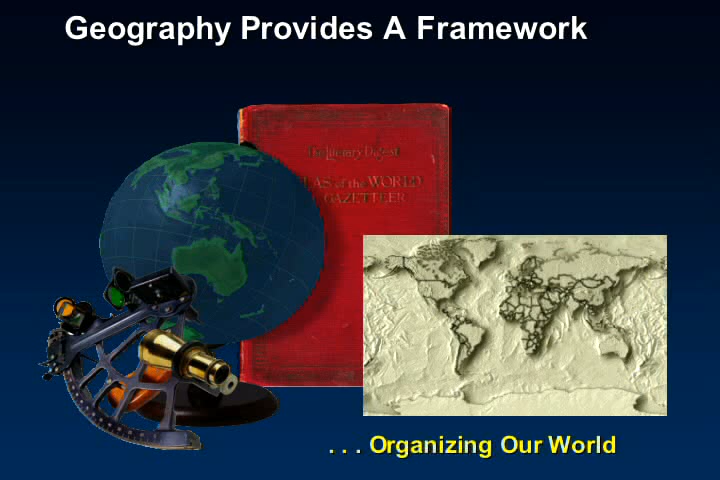 Geography Provides A Framework
The Literary Digest
ATLAS of the WORLD
GAZETTEER
. . . Organizing Our World